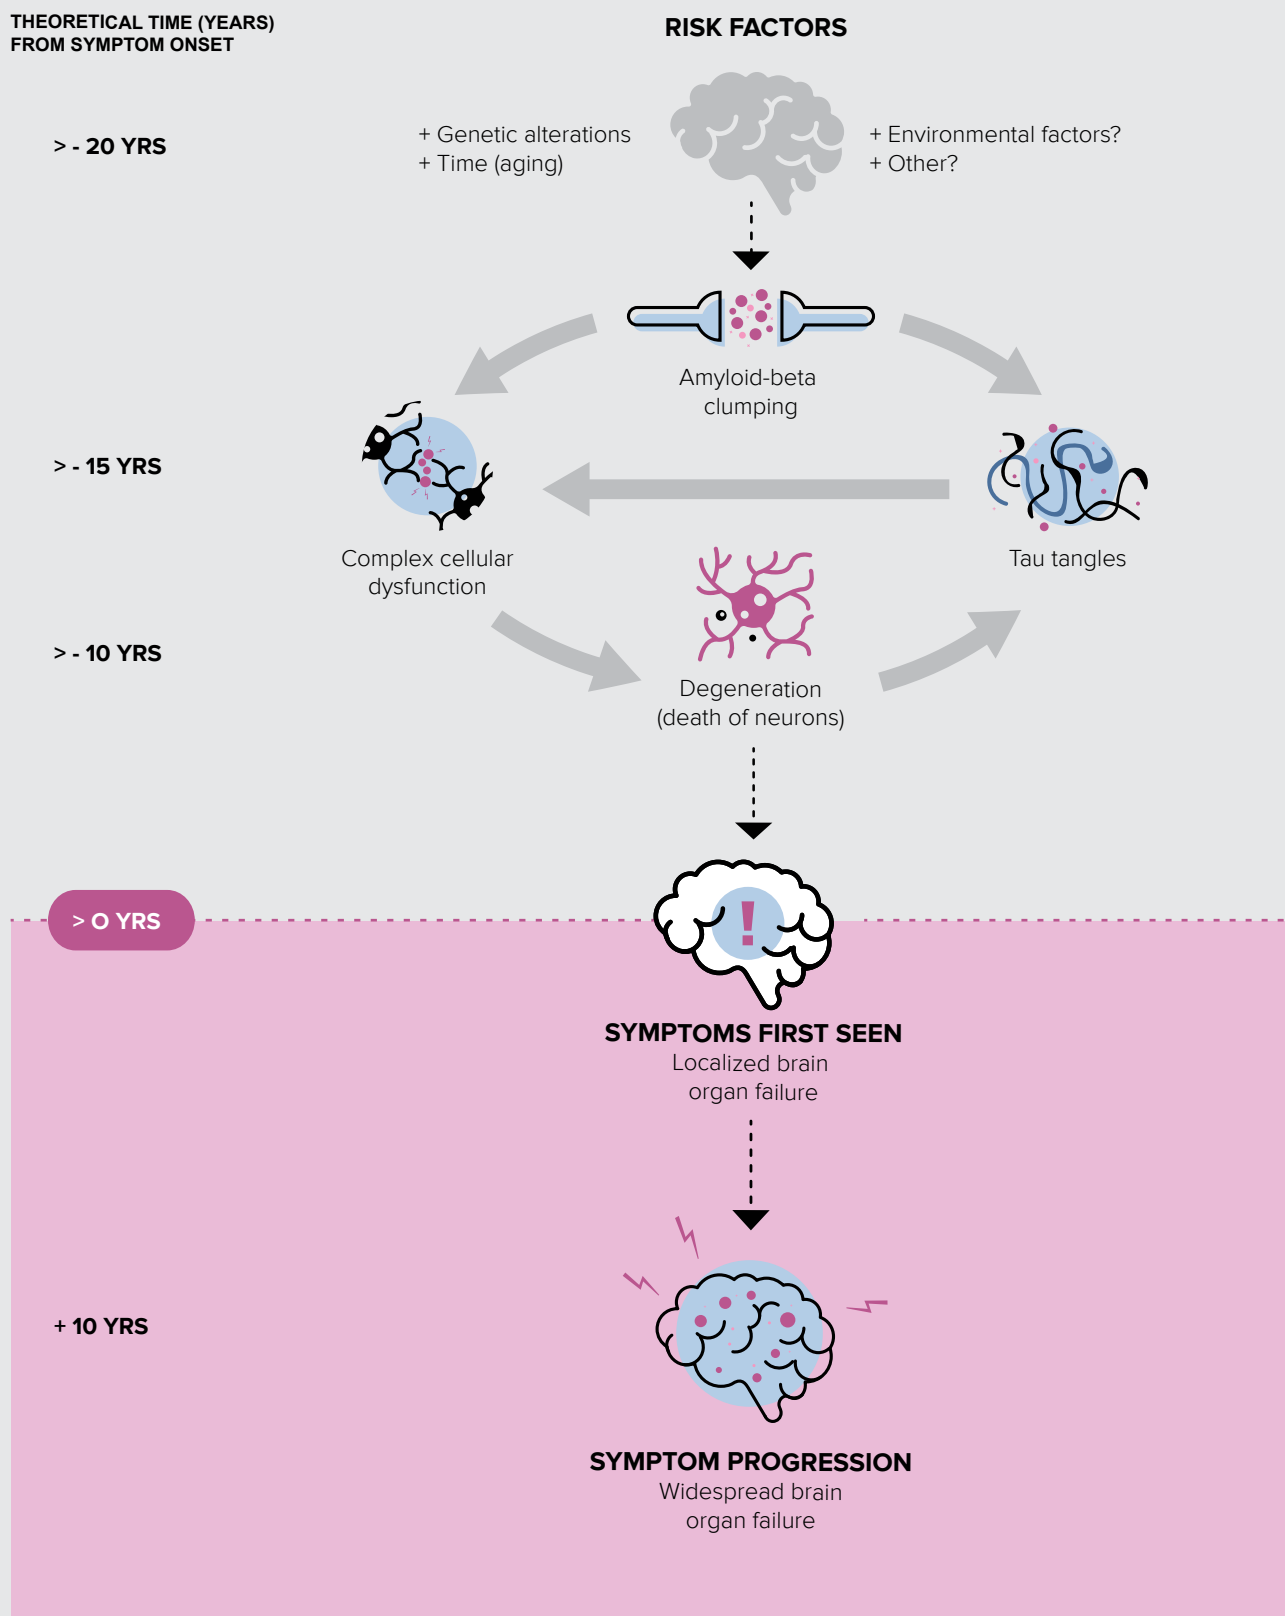 THEORETICAL TIME (YEARS)
FROM SYMPTOM ONSET
RISK FACTORS
> - 20 YRS
+ Genetic alterations
+ Time (aging)
+ Environmental factors?
+ Other?
Amyloid-beta
clumping
> - 15 YRS
Complex cellular
dysfunction
Tau tangles
> - 10 YRS
Degeneration
(death of neurons)
> O YRS
!
SYMPTOMS FIRST SEEN
Localized brain
organ failure
+ 10 YRS
SYMPTOM PROGRESSION
Widespread brain
organ failure